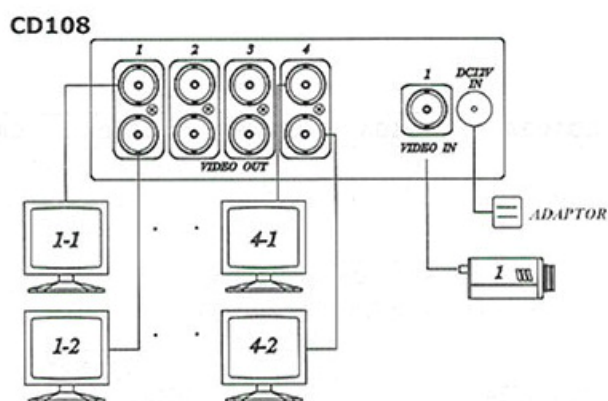 CD108
1 2 3 4
1 DC12V
IN
VIDEO OUT
VIDEO IN
ADAPTOR
1-1
4-1
1
1-2
4-2